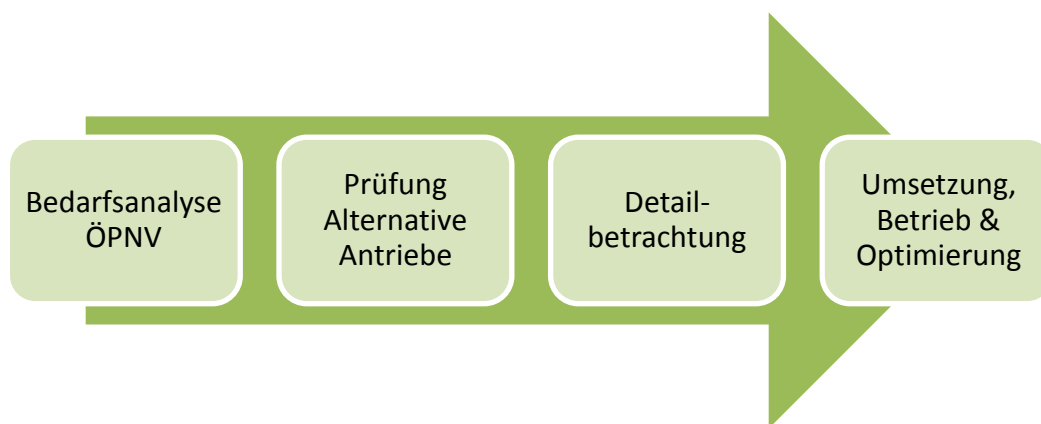 Bedarfsanalyse
ÖPNV
Prüfung
Alternative
Antriebe
Detail-
betrachtung
Umsetzung,
Betrieb &
Optimierung